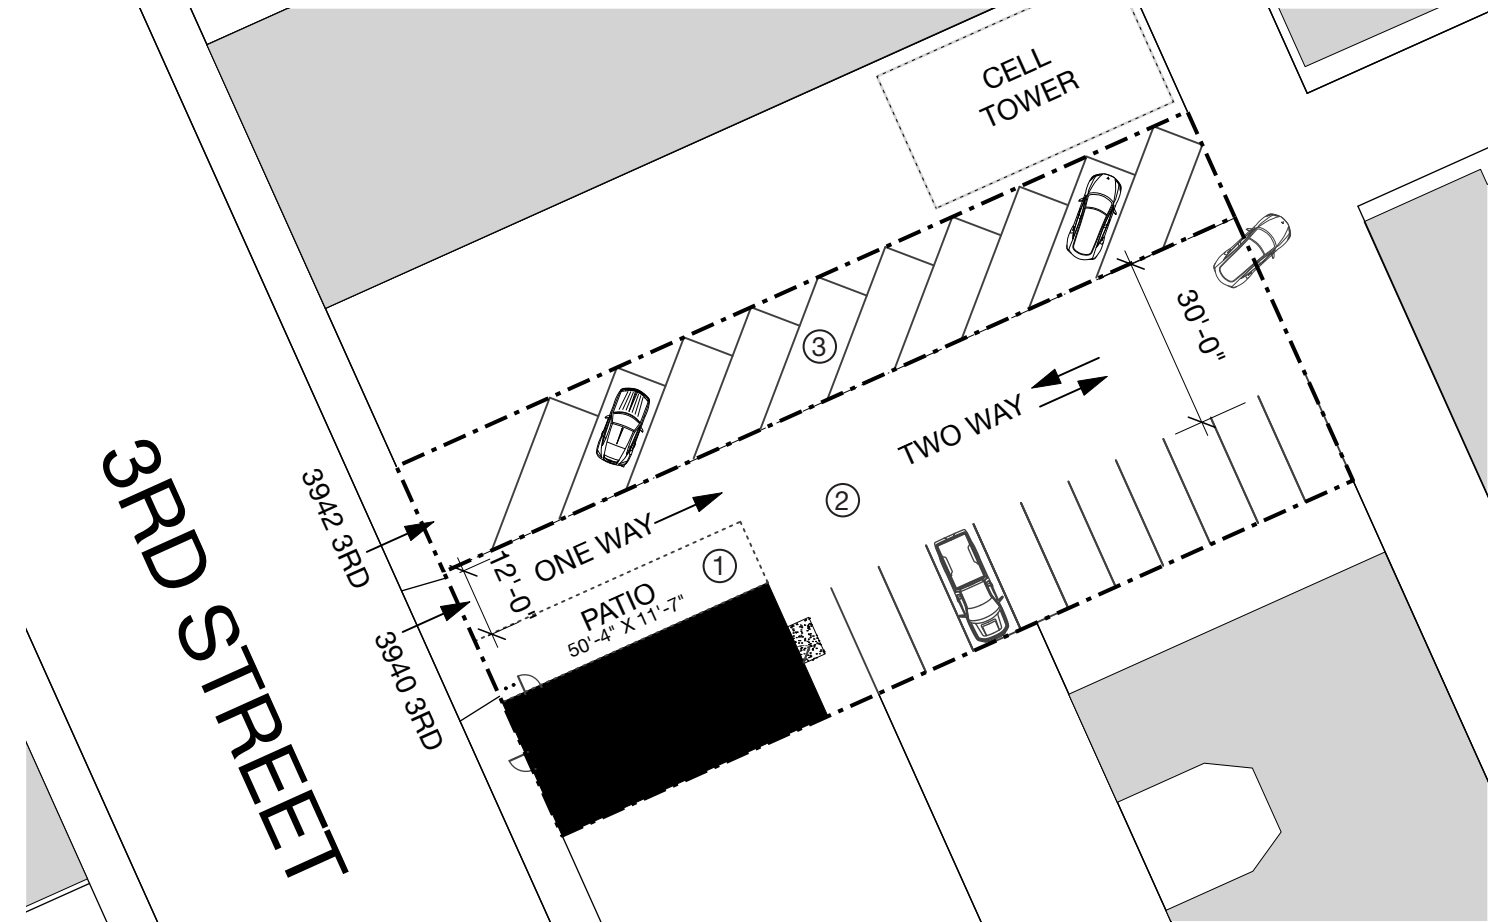 CELL
TOWER
3
30'-0"
TWO WAY
2
ONE WAY
12'-0"
1
PATIO
50'-4" X 11'-7"
3942 3RD
3940 3RD
3RD STREET